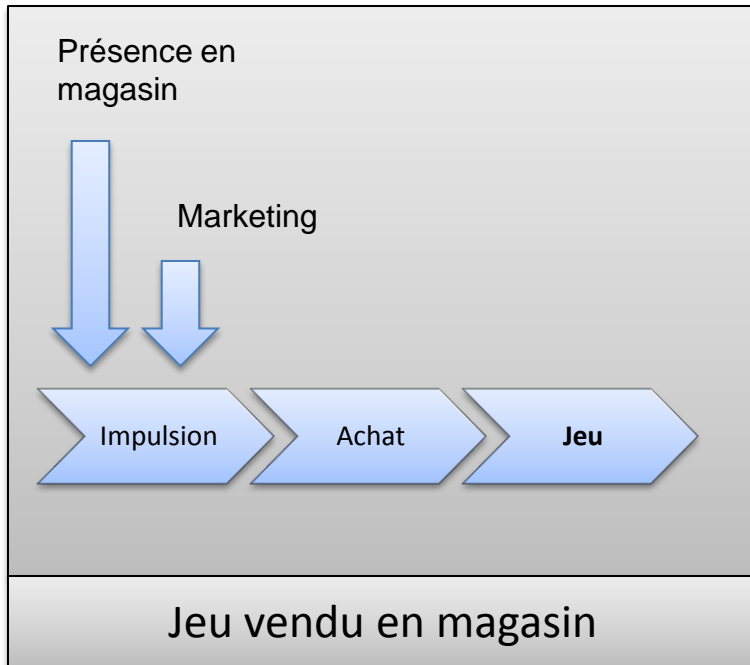 Présence en
magasin
Marketing
Impulsion
Achat
Jeu
Jeu vendu en magasin